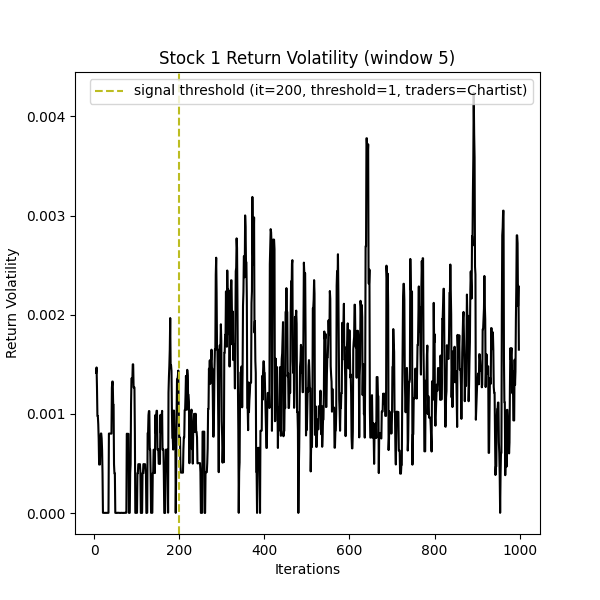 Stock 1 Return Volatility (window 5)
signal threshold (it=200, threshold=1, traders=Chartist)
0.004
0.003
0.002
0.001
0.000
Return Volatility
0
200
400
600
800
1000
Iterations